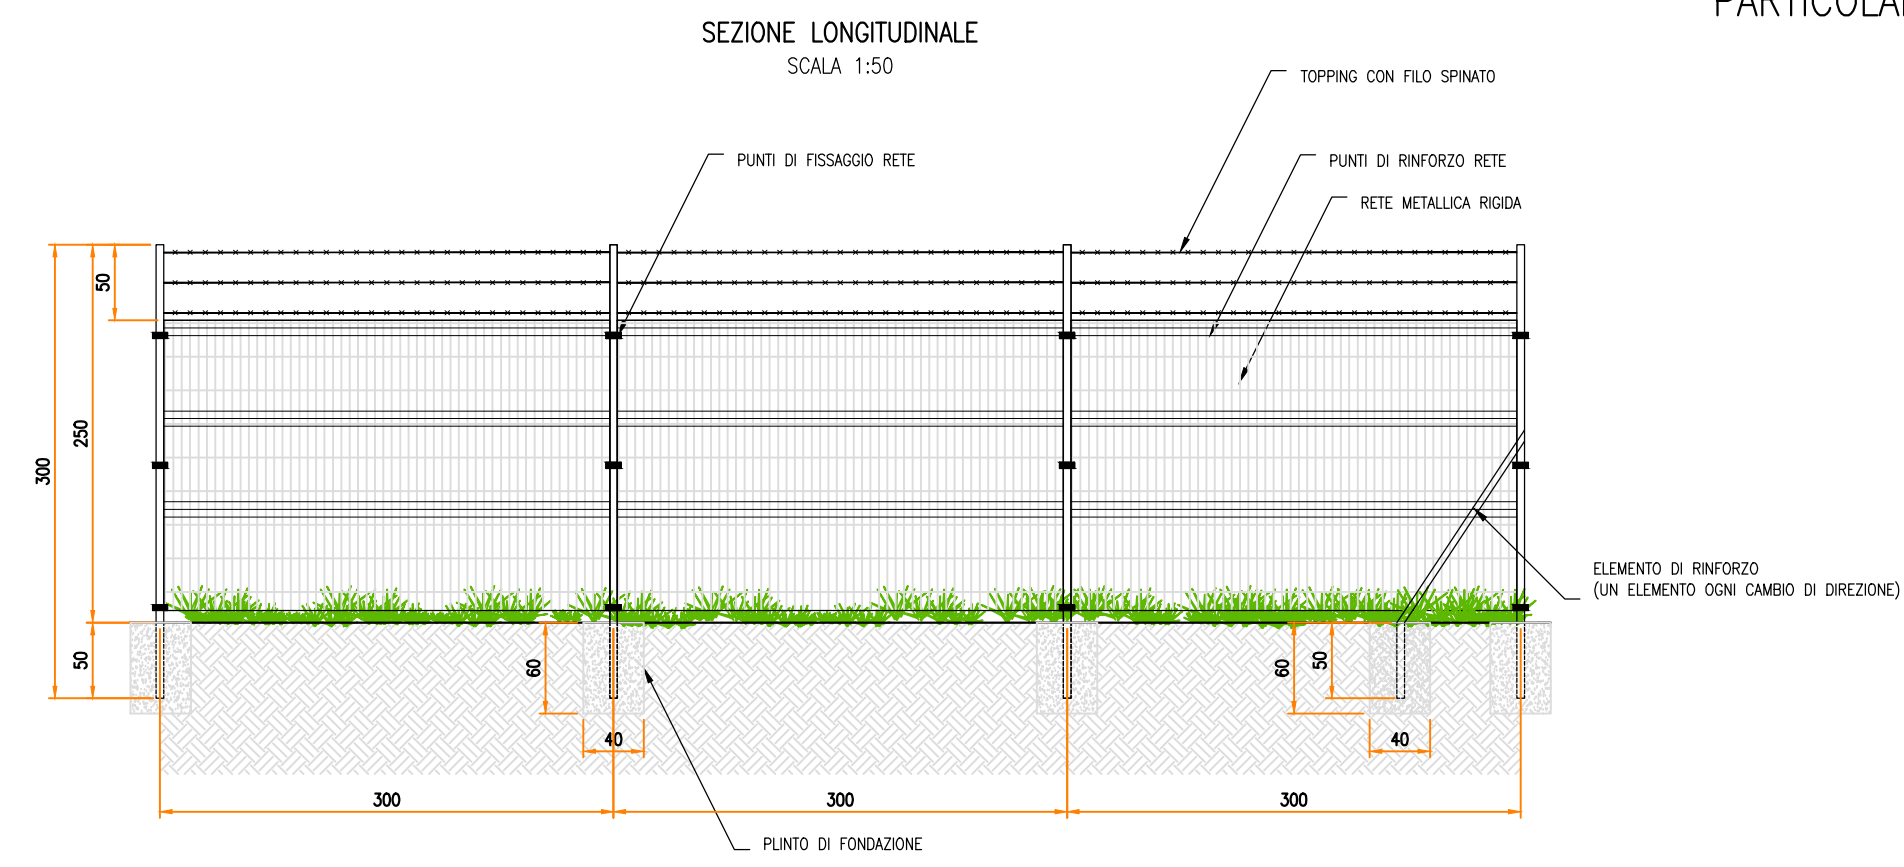 PARTICOLA
SEZIONE LONGITUDINALE
SCALA 1:50
TOPPING CON FILO SPINATO
PUNTI DI FISSAGGIO RETE
PUNTI DI RINFORZO RETE
RETE METALLICA RIGIDA
50
250
300
ELEMENTO DI RINFORZO
(UN ELEMENTO OGNI CAMBIO DI DIREZIONE)
50
60
60
50
40
40
300
300
300
PLINTO DI FONDAZIONE